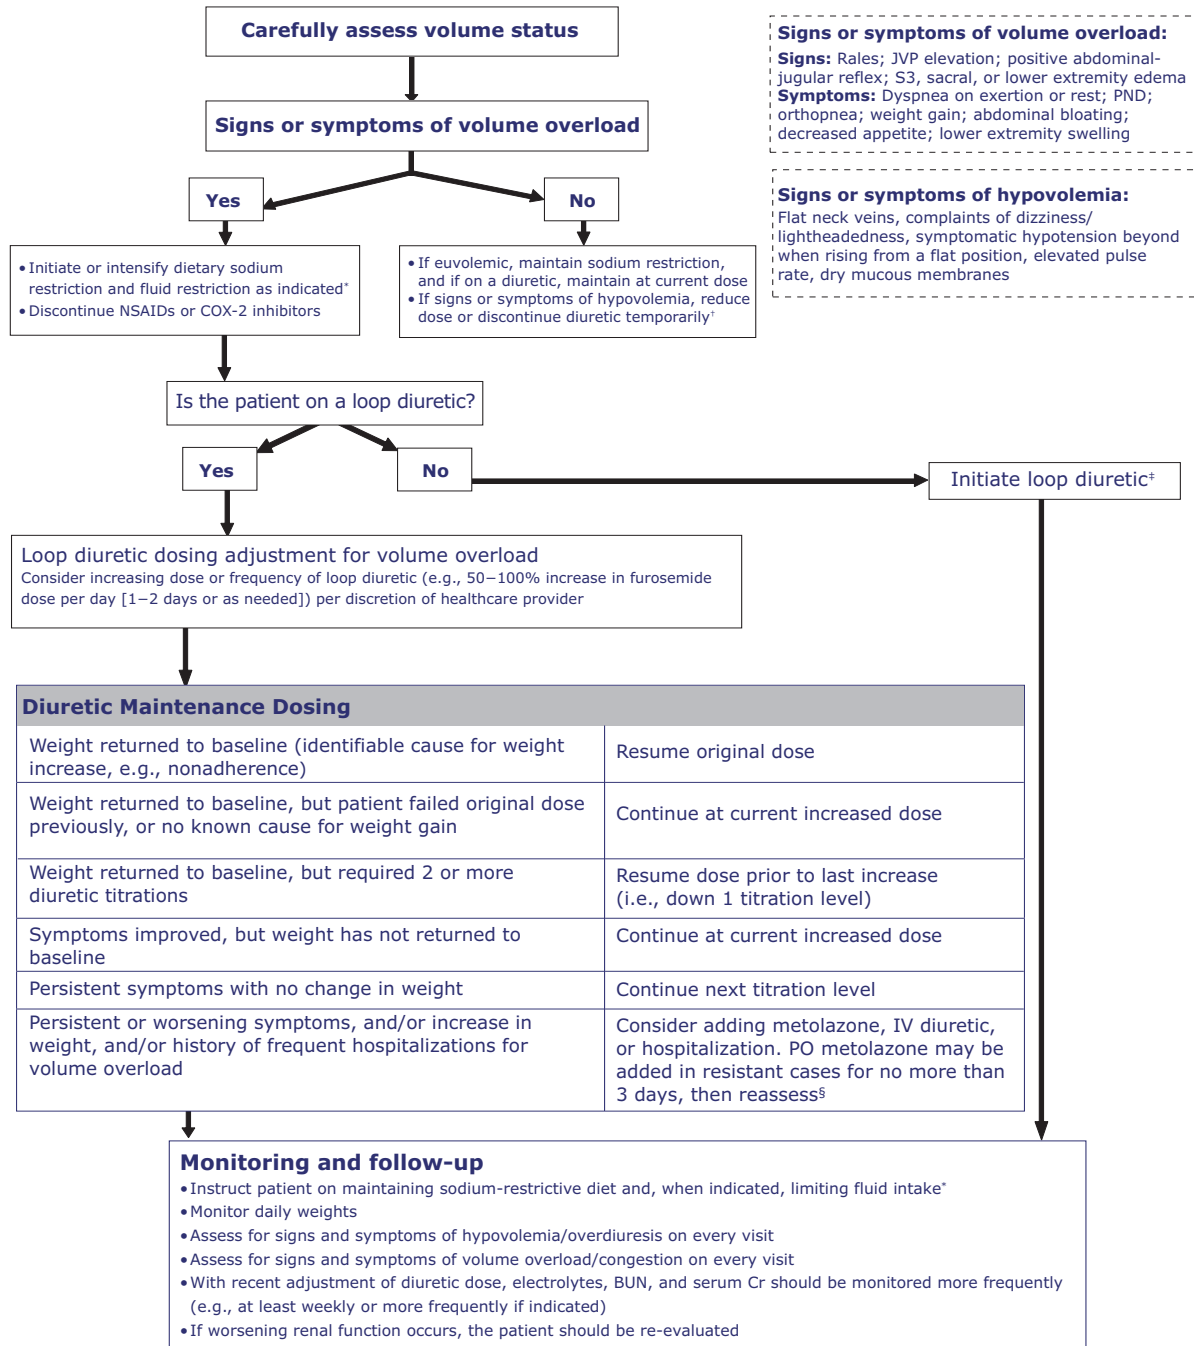 Carefully assess volume status
Signs or symptoms of volume overload:
Signs: Rales; JVP elevation; positive abdominal-
jugular reflex; S3, sacral, or lower extremity edema
Symptoms: Dyspnea on exertion or rest; PND;
orthopnea; weight gain; abdominal bloating;
decreased appetite; lower extremity swelling
Signs or symptoms of volume overload
Signs or symptoms of hypovolemia:
Flat neck veins, complaints of dizziness/
lightheadedness, symptomatic hypotension beyond
when rising from a flat position, elevated pulse
rate, dry mucous membranes
Yes
No
• Initiate or intensify dietary sodium
restriction and fluid restriction as indicated*
• Discontinue NSAIDs or COX-2 inhibitors
• If euvolemic, maintain sodium restriction,
and if on a diuretic, maintain at current dose
• If signs or symptoms of hypovolemia, reduce
dose or discontinue diuretic temporarily†
Is the patient on a loop diuretic?
Yes
No
Initiate loop diuretic‡
Loop diuretic dosing adjustment for volume overload
Consider increasing dose or frequency of loop diuretic (e.g., 50−100% increase in furosemide
dose per day [1−2 days or as needed]) per discretion of healthcare provider
Diuretic Maintenance Dosing
Weight returned to baseline (identifiable cause for weight
increase, e.g., nonadherence)
Resume original dose
Weight returned to baseline, but patient failed original dose
previously, or no known cause for weight gain
Continue at current increased dose
Weight returned to baseline, but required 2 or more
diuretic titrations
Resume dose prior to last increase
(i.e., down 1 titration level)
Symptoms improved, but weight has not returned to
baseline
Continue at current increased dose
Persistent symptoms with no change in weight
Continue next titration level
Persistent or worsening symptoms, and/or increase in
weight, and/or history of frequent hospitalizations for
volume overload
Consider adding metolazone, IV diuretic,
or hospitalization. PO metolazone may be
added in resistant cases for no more than
3 days, then reassess§
Monitoring and follow-up
• Instruct patient on maintaining sodium-restrictive diet and, when indicated, limiting fluid intake*
• Monitor daily weights
• Assess for signs and symptoms of hypovolemia/overdiuresis on every visit
• Assess for signs and symptoms of volume overload/congestion on every visit
• With recent adjustment of diuretic dose, electrolytes, BUN, and serum Cr should be monitored more frequently
(e.g., at least weekly or more frequently if indicated)
• If worsening renal function occurs, the patient should be re-evaluated